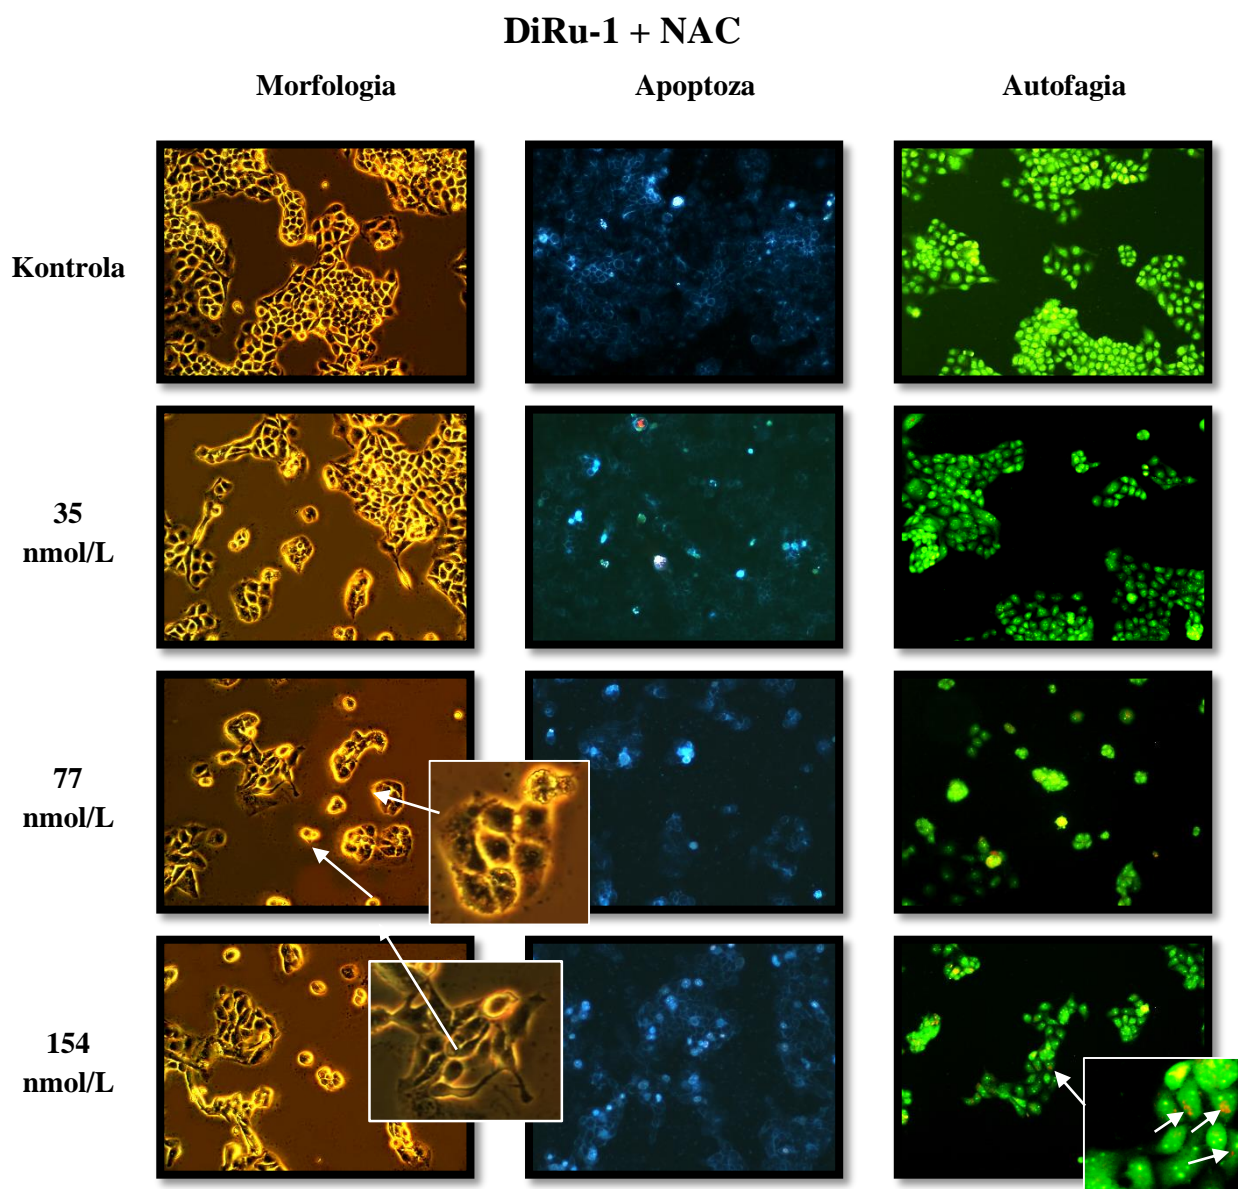 DiRu-1 + NAC
Morfologia Apoptoza Autofagia
Kontrola
35
nmol/L
77
nmol/L
154
nmol/L